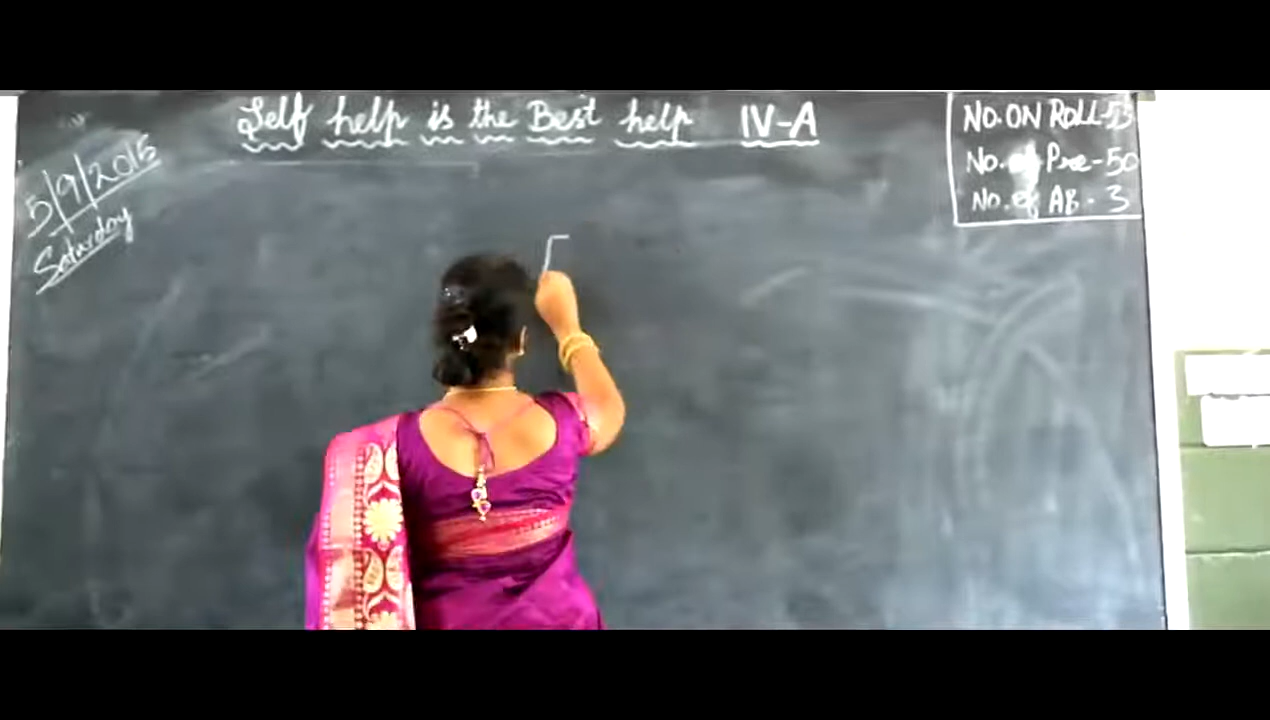 Self help is the Best help IV-A
5/9/2015
Saturday
NO. ON ROLL-53
No. of Pre-50
No. of AB-3